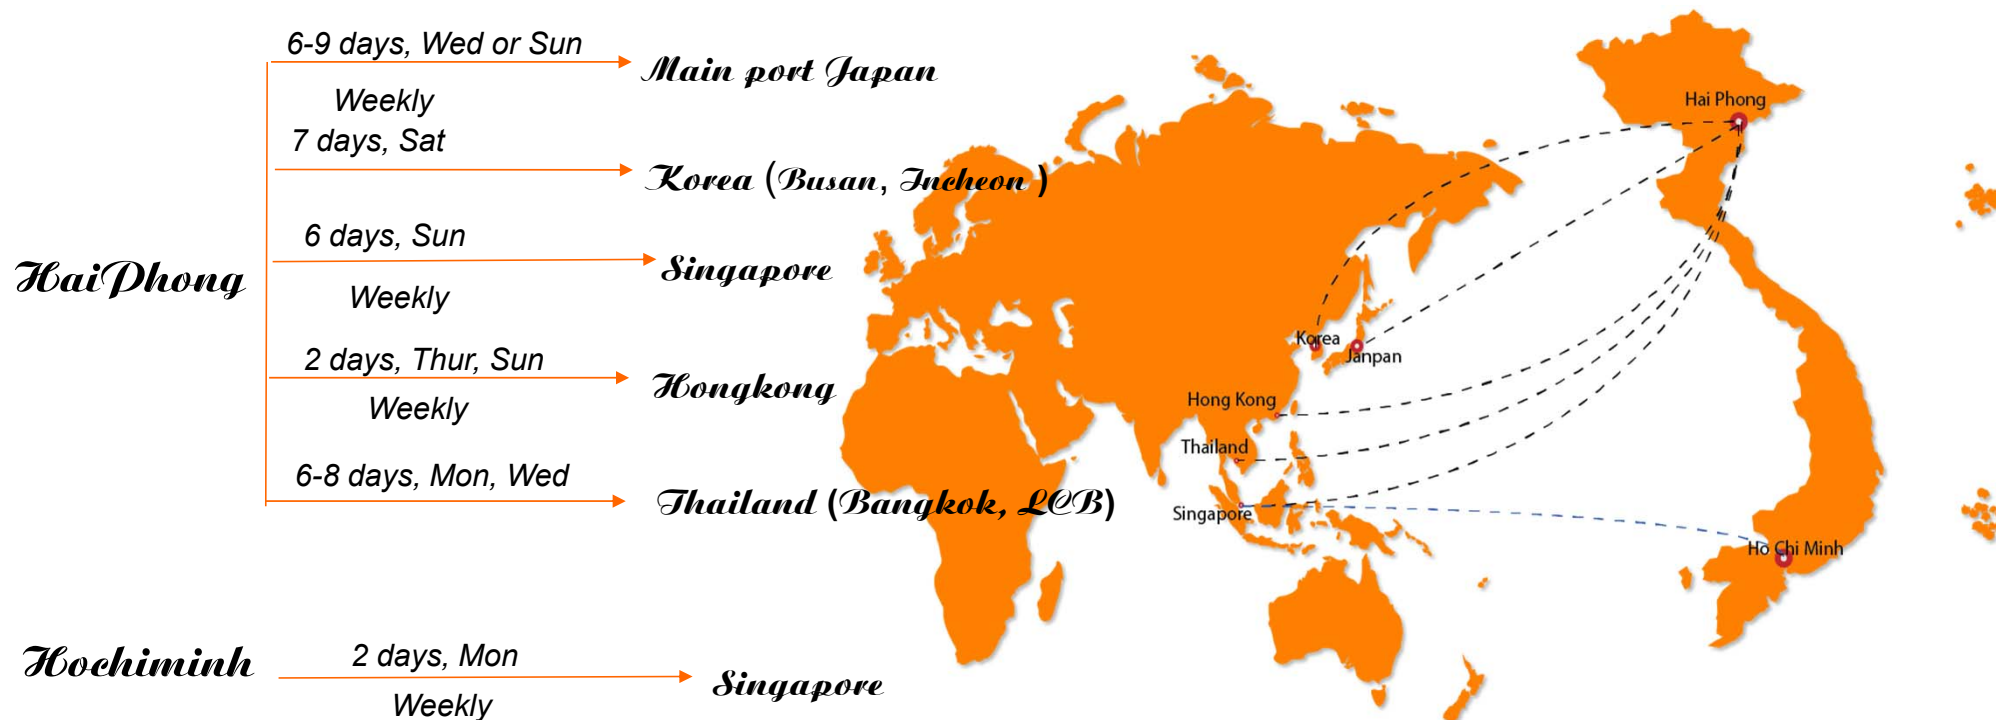 6-9 days, Wed or Sun
Main port Japan
Weekly
7 days, Sat
Korea (Busan, Incheon )
6 days, Sun
HaiPhong
Singapore
Weekly
2 days, Thur, Sun
Hongkong
Weekly
6-8 days, Mon, Wed
Thailand (Bangkok, LCB)
Hochiminh
2 days, Mon
Singapore
Weekly
Hai Phong
Korea
Janpan
Hong Kong
Thailand
Singapore
Ho Chi Minh